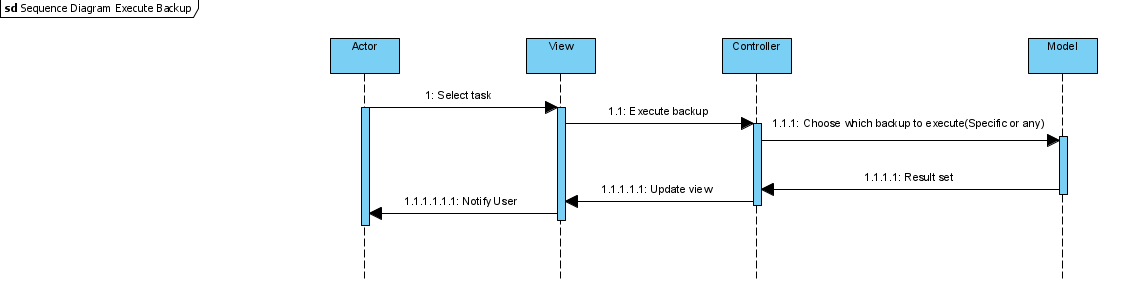 sd Sequence Diagram Execute Backup
Actor
View
Controller
Model
1: Select task
1.1: Execute backup
1.1.1: Choose which backup to execute(Specific or any)
1.1.1.1: Result set
1.1.1.1.1: Update view
1.1.1.1.1.1: Notify User